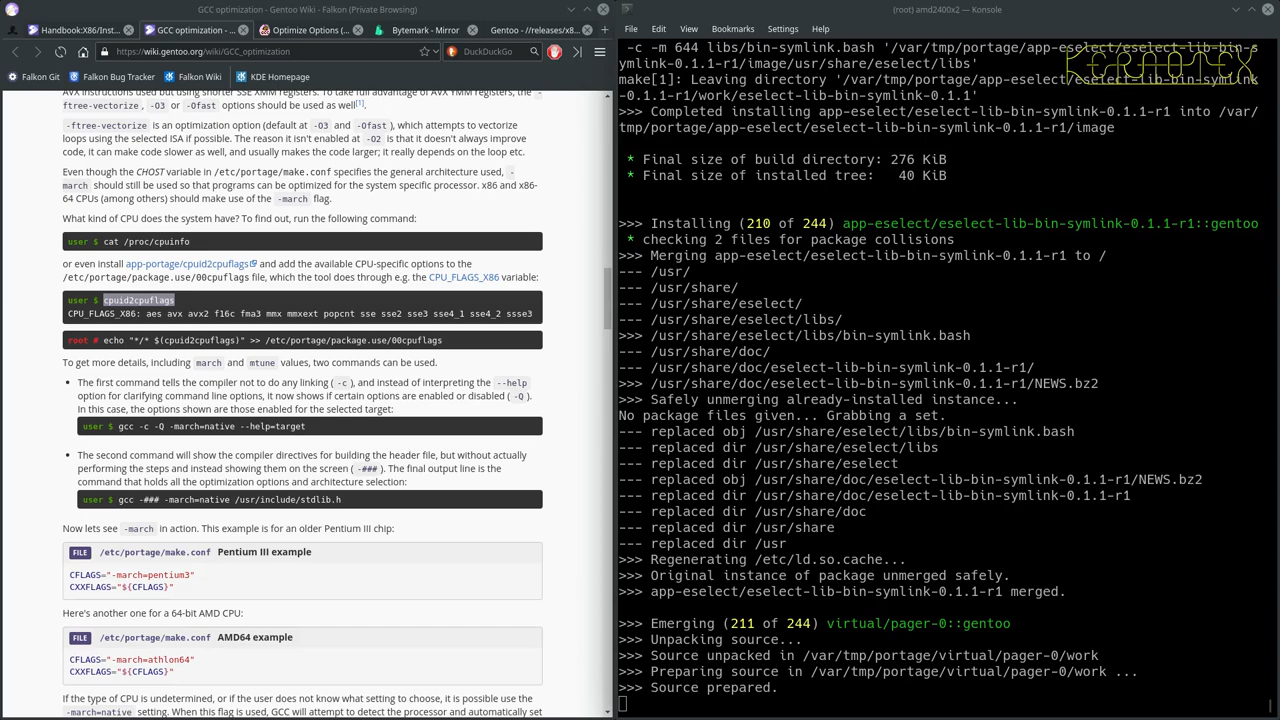 GCC optimization - Gentoo Wiki - Falkon (Private Browsing)
Handbook:X86/Inst...
GCC optimization - ...
Optimize Options (...
Bytemark - Mirror
Gentoo - //releases/x8...
https://wiki.gentoo.org/wiki/GCC_optimization
DuckDuckGo
Falkon Git
Falkon Bug Tracker
Falkon Wiki
KDE Homepage
AVX instructions used but using shorter SSE XMM registers. To take full advantage of AVX YMM registers, the -
ftree-vectorize , -O3 or -Ofast options should be used as well[1].
-ftree-vectorize is an optimization option (default at -O3 and -Ofast), which attempts to vectorize
loops using the selected ISA if possible. The reason it isn't enabled at -O2 is that it doesn't always improve
code, it can make code slower as well, and usually makes the code larger; it really depends on the loop etc.
Even though the CHOST variable in /etc/portage/make.conf specifies the general architecture used, -
march should still be used so that programs can be optimized for the system specific processor. x86 and x86-
64 CPUs (among others) should make use of the -march flag.
What kind of CPU does the system have? To find out, run the following command:
user $ cat /proc/cpuinfo
or even install app-portage/cpuid2cpuflags and add the available CPU-specific options to the
/etc/portage/package.use/00cpuflags file, which the tool does through e.g. the CPU_FLAGS_X86 variable:
user $ cpuid2cpuflags
CPU_FLAGS_X86: aes avx avx2 f16c fma3 mmx mmxext popcnt sse sse2 sse3 sse4_1 sse4_2 ssse3
root # echo "*/* $(cpuid2cpuflags)" >> /etc/portage/package.use/00cpuflags
To get more details, including march and mtune values, two commands can be used.
The first command tells the compiler not to do any linking ( -c ), and instead of interpreting the --help
option for clarifying command line options, it now shows if certain options are enabled or disabled ( -Q ).
In this case, the options shown are those enabled for the selected target:
user $ gcc -c -Q -march=native --help=target
The second command will show the compiler directives for building the header file, but without actually
performing the steps and instead showing them on the screen ( -### ). The final output line is the
command that holds all the optimization options and architecture selection:
user $ gcc -### -march=native /usr/include/stdlib.h
Now lets see -march in action. This example is for an older Pentium III chip:
FILE /etc/portage/make.conf Pentium III example
CFLAGS="-march=pentium3"
CXXFLAGS="${CFLAGS}"
Here's another one for a 64-bit AMD CPU:
FILE /etc/portage/make.conf AMD64 example
CFLAGS="-march=athlon64"
CXXFLAGS="${CFLAGS}"
If the type of CPU is undetermined, or if the user does not know what setting to choose, it is possible use the
-march=native setting. When this flag is used, GCC will attempt to detect the processor and automatically set
(root) amd2400x2 — Konsole
File Edit View Bookmarks Settings Help
KERNOTEX
-c -m 644 libs/bin-symlink.bash '/var/tmp/portage/app-eselect/eselect-lib-bin-s
ymlink-0.1.1-r1/image/usr/share/eselect/libs'
make[1]: Leaving directory '/var/tmp/portage/app-eselect/eselect-lib-bin-symlink
-0.1.1-r1/work/eselect-lib-bin-symlink-0.1.1'
>>> Completed installing app-eselect/eselect-lib-bin-symlink-0.1.1-r1 into /var/
tmp/portage/app-eselect/eselect-lib-bin-symlink-0.1.1-r1/image
* Final size of build directory: 276 KiB
* Final size of installed tree: 40 KiB
>>> Installing (210 of 244) app-eselect/eselect-lib-bin-symlink-0.1.1-r1::gentoo
* checking 2 files for package collisions
>>> Merging app-eselect/eselect-lib-bin-symlink-0.1.1-r1 to /
--- /usr/
--- /usr/share/
--- /usr/share/eselect/
--- /usr/share/eselect/libs/
>>> /usr/share/eselect/libs/bin-symlink.bash
--- /usr/share/doc/
--- /usr/share/doc/eselect-lib-bin-symlink-0.1.1-r1/
>>> /usr/share/doc/eselect-lib-bin-symlink-0.1.1-r1/NEWS.bz2
>>> Safely unmerging already-installed instance...
No package files given... Grabbing a set.
--- replaced obj /usr/share/eselect/libs/bin-symlink.bash
--- replaced dir /usr/share/eselect/libs
--- replaced dir /usr/share/eselect
--- replaced obj /usr/share/doc/eselect-lib-bin-symlink-0.1.1-r1/NEWS.bz2
--- replaced dir /usr/share/doc/eselect-lib-bin-symlink-0.1.1-r1
--- replaced dir /usr/share/doc
--- replaced dir /usr/share
--- replaced dir /usr
>>> Regenerating /etc/ld.so.cache...
>>> Original instance of package unmerged safely.
>>> app-eselect/eselect-lib-bin-symlink-0.1.1-r1 merged.
>>> Emerging (211 of 244) virtual/pager-0::gentoo
>>> Unpacking source...
>>> Source unpacked in /var/tmp/portage/virtual/pager-0/work
>>> Preparing source in /var/tmp/portage/virtual/pager-0/work ...
>>> Source prepared.